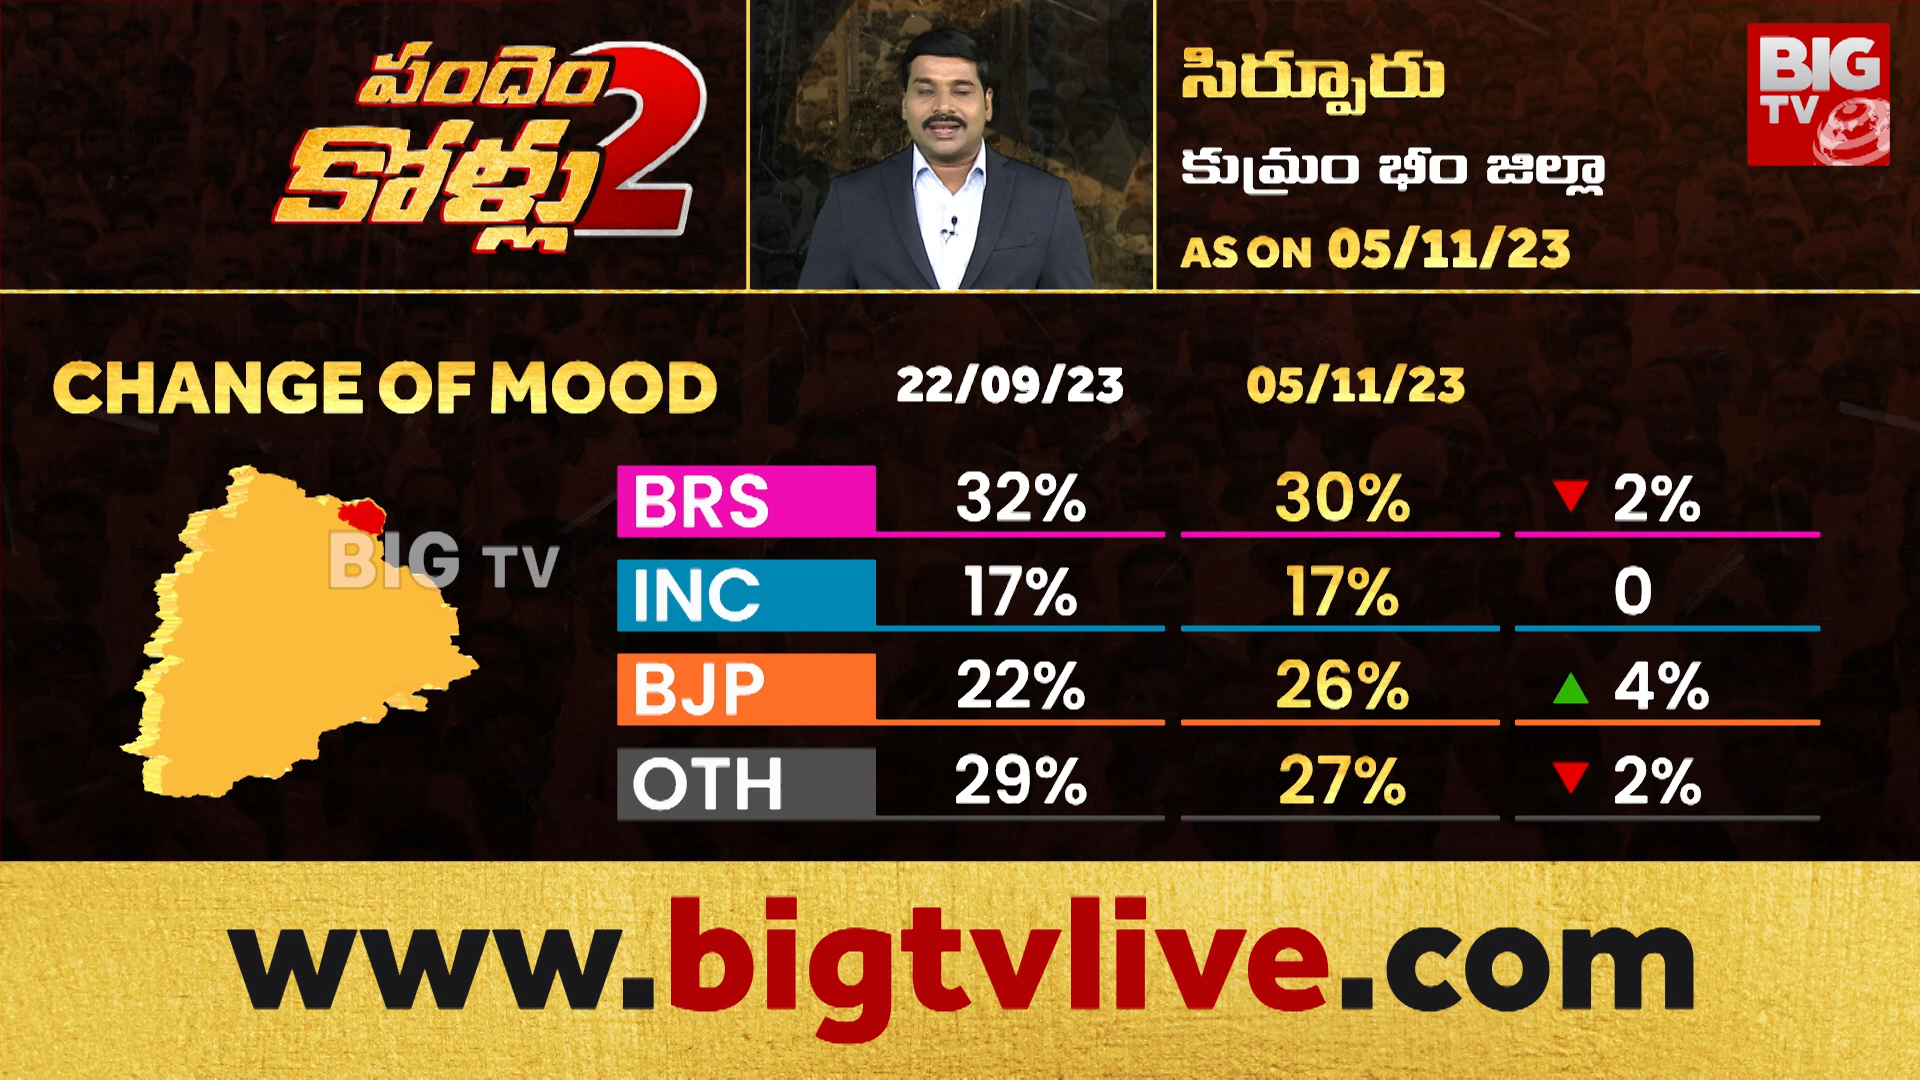 పందెం
కోళ్లు 2
సిర్పూరు
కుమ్రం భీం జిల్లా
AS ON 05/11/23
BIG
TV
CHANGE OF MOOD 22/09/23 05/11/23
BRS 32% 30% 2%
BIG TV
INC 17% 17% 0
BJP 22% 26% 4%
OTH 29% 27% 2%
www.bigtvlive.com